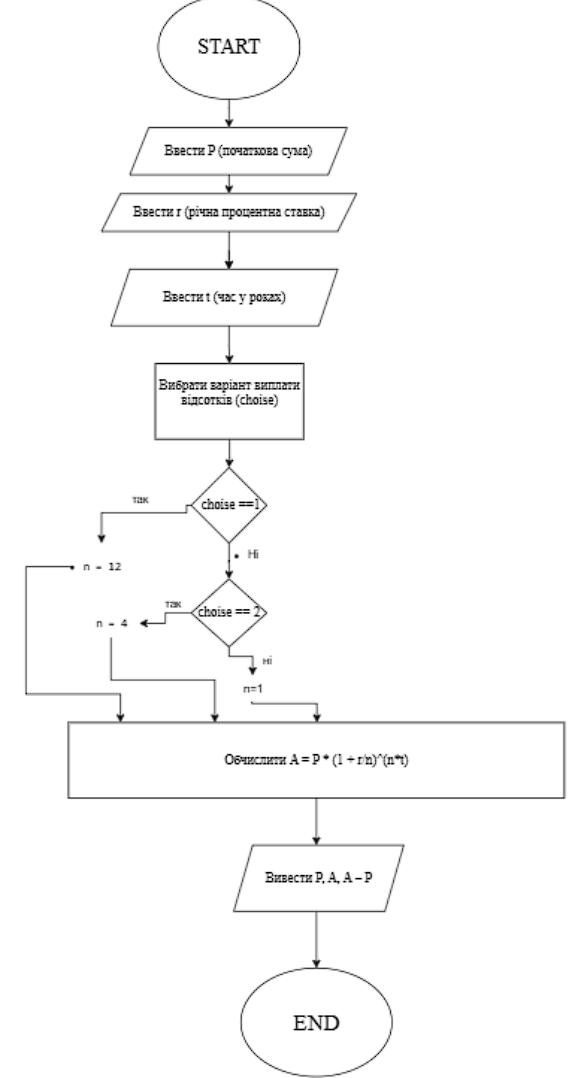 START
Ввести P (початкова сума)
Ввести r (річна процентна ставка)
Ввести t (час у роках)
Вибрати варіант виплати
відсотків (choise)
choise ==1
так
Ні
n = 12
choise == 2
так
n = 4
ні
n=1
Обчислити A = P * (1 + r/n)^(n*t)
Вивести P, A, A – P
END